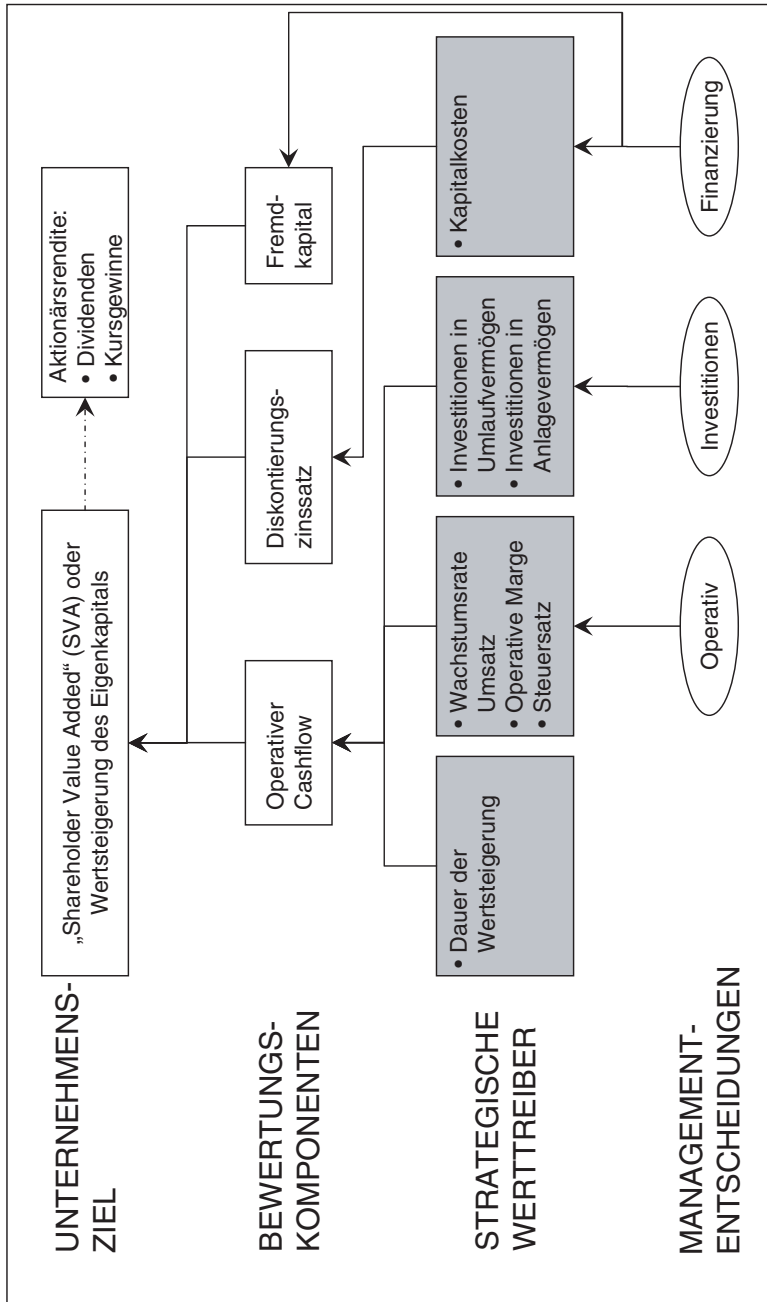 UNTERNEHMENS-
ZIEL
„Shareholder Value Added“ (SVA) oder
Wertsteigerung des Eigenkapitals
Aktionärsrendite:
• Dividenden
• Kursgewinne
BEWERTUNGS-
KOMPONENTEN
Operativer
Cashflow
Diskontierungs-
zinssatz
Fremd-
kapital
STRATEGISCHE
WERTTREIBER
• Dauer der
Wertsteigerung
• Wachstumsrate
Umsatz
• Operative Marge
• Steuersatz
• Investitionen in
Umlaufvermögen
• Investitionen in
Anlagevermögen
• Kapitalkosten
MANAGEMENT-
ENTSCHEIDUNGEN
Operativ
Investitionen
Finanzierung